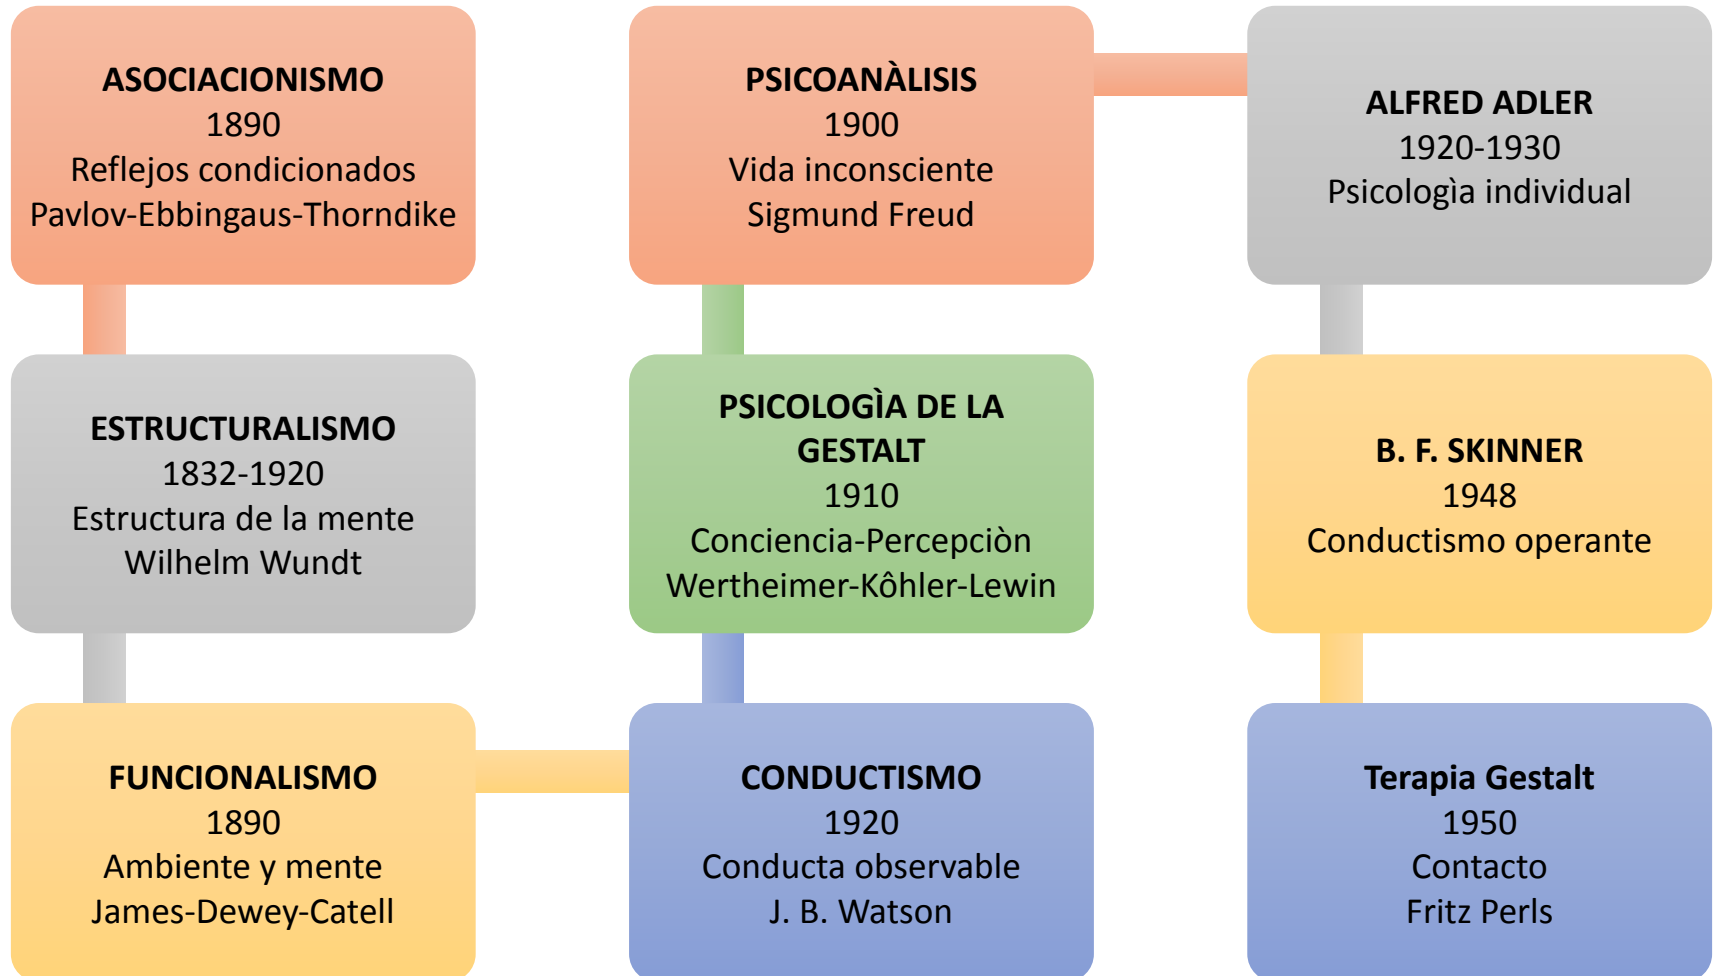 ASOCIACIONISMO
1890
Reflejos condicionados
Pavlov-Ebbingaus-Thorndike
ESTRUCTURALISMO
1832-1920
Estructura de la mente
Wilhelm Wundt
FUNCIONALISMO
1890
Ambiente y mente
James-Dewey-Catell
CONDUCTISMO
1920
Conducta observable
J. B. Watson
PSICOLOGÌA DE LA
GESTALT
1910
Conciencia-Percepciòn
Wertheimer-Kôhler-Lewin
PSICOANÀLISIS
1900
Vida inconsciente
Sigmund Freud
ALFRED ADLER
1920-1930
Psicologìa individual
B. F. SKINNER
1948
Conductismo operante
Terapia Gestalt
1950
Contacto
Fritz Perls